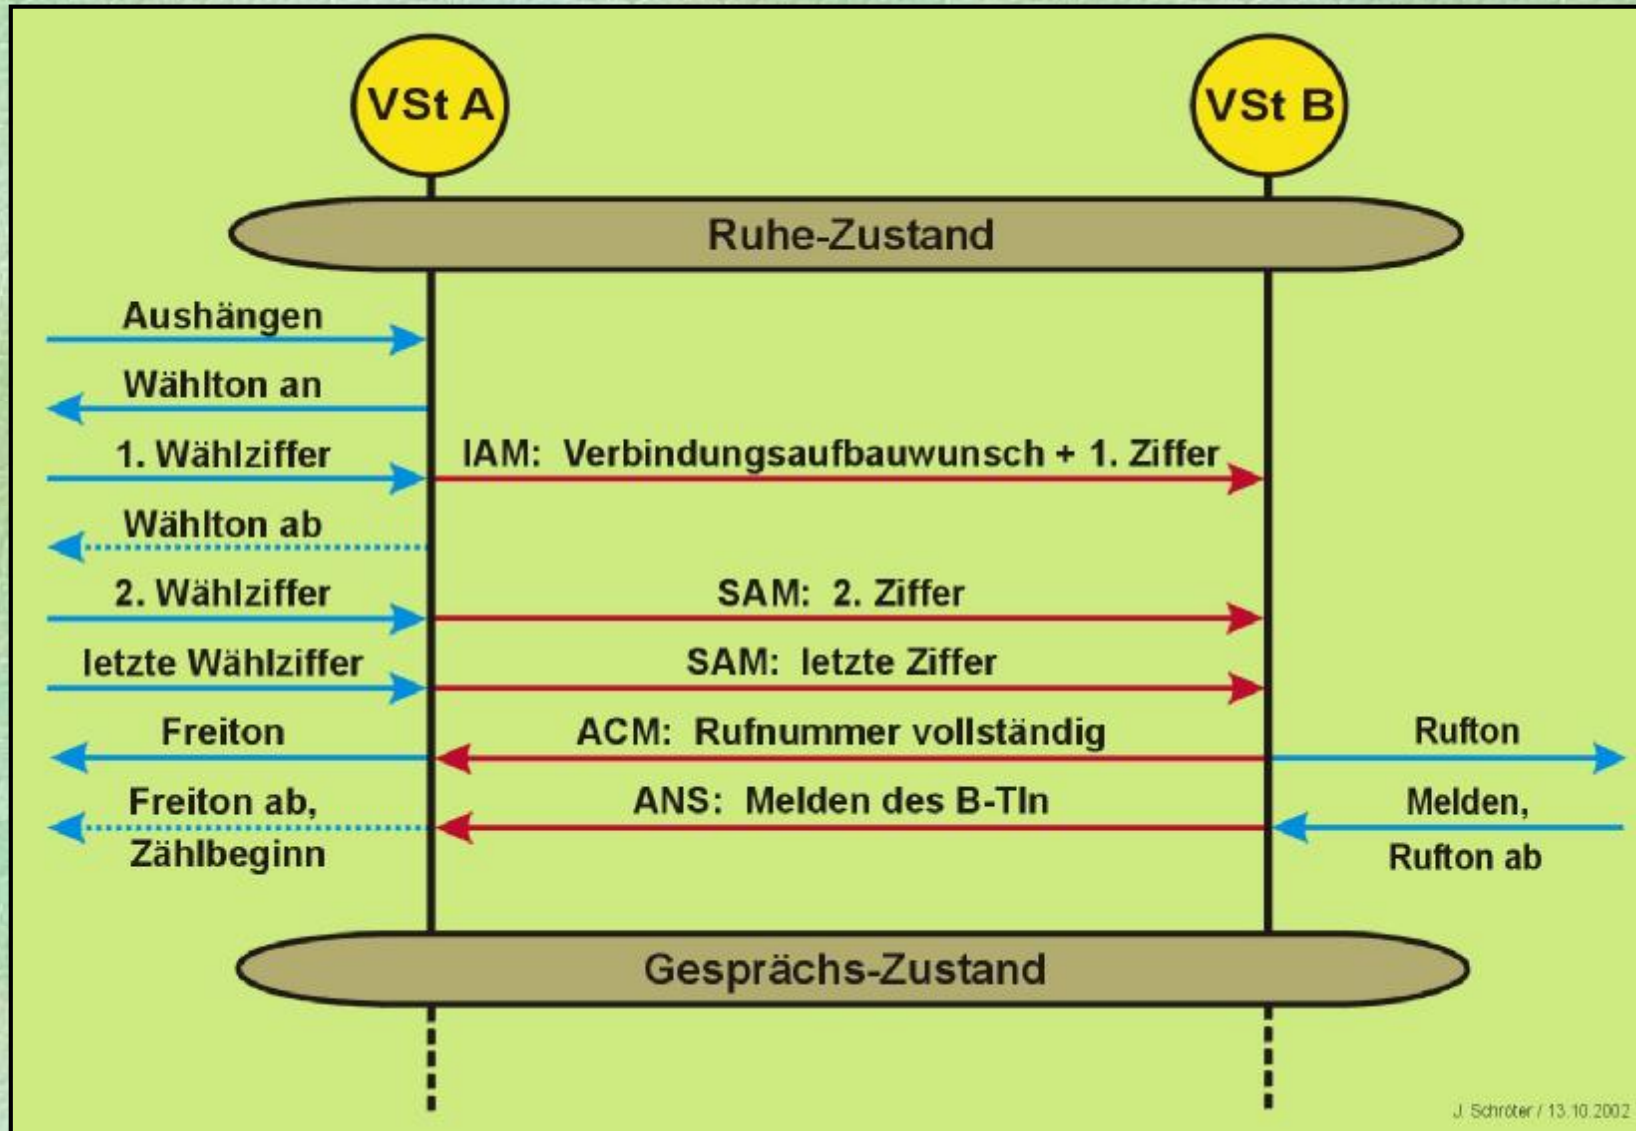 VSt A
VSt B
Ruhe-Zustand
Aushängen
Wählton an
1. Wählziffer
IAM: Verbindungsaufbauwunsch + 1. Ziffer
Wählton ab
2. Wählziffer
SAM: 2. Ziffer
letzte Wählziffer
SAM: letzte Ziffer
Freiton
ACM: Rufnummer vollständig
Rufton
Freiton ab,
Zählbeginn
ANS: Melden des B-Tln
Melden,
Rufton ab
Gesprächs-Zustand
J. Schröter / 13.10.2002